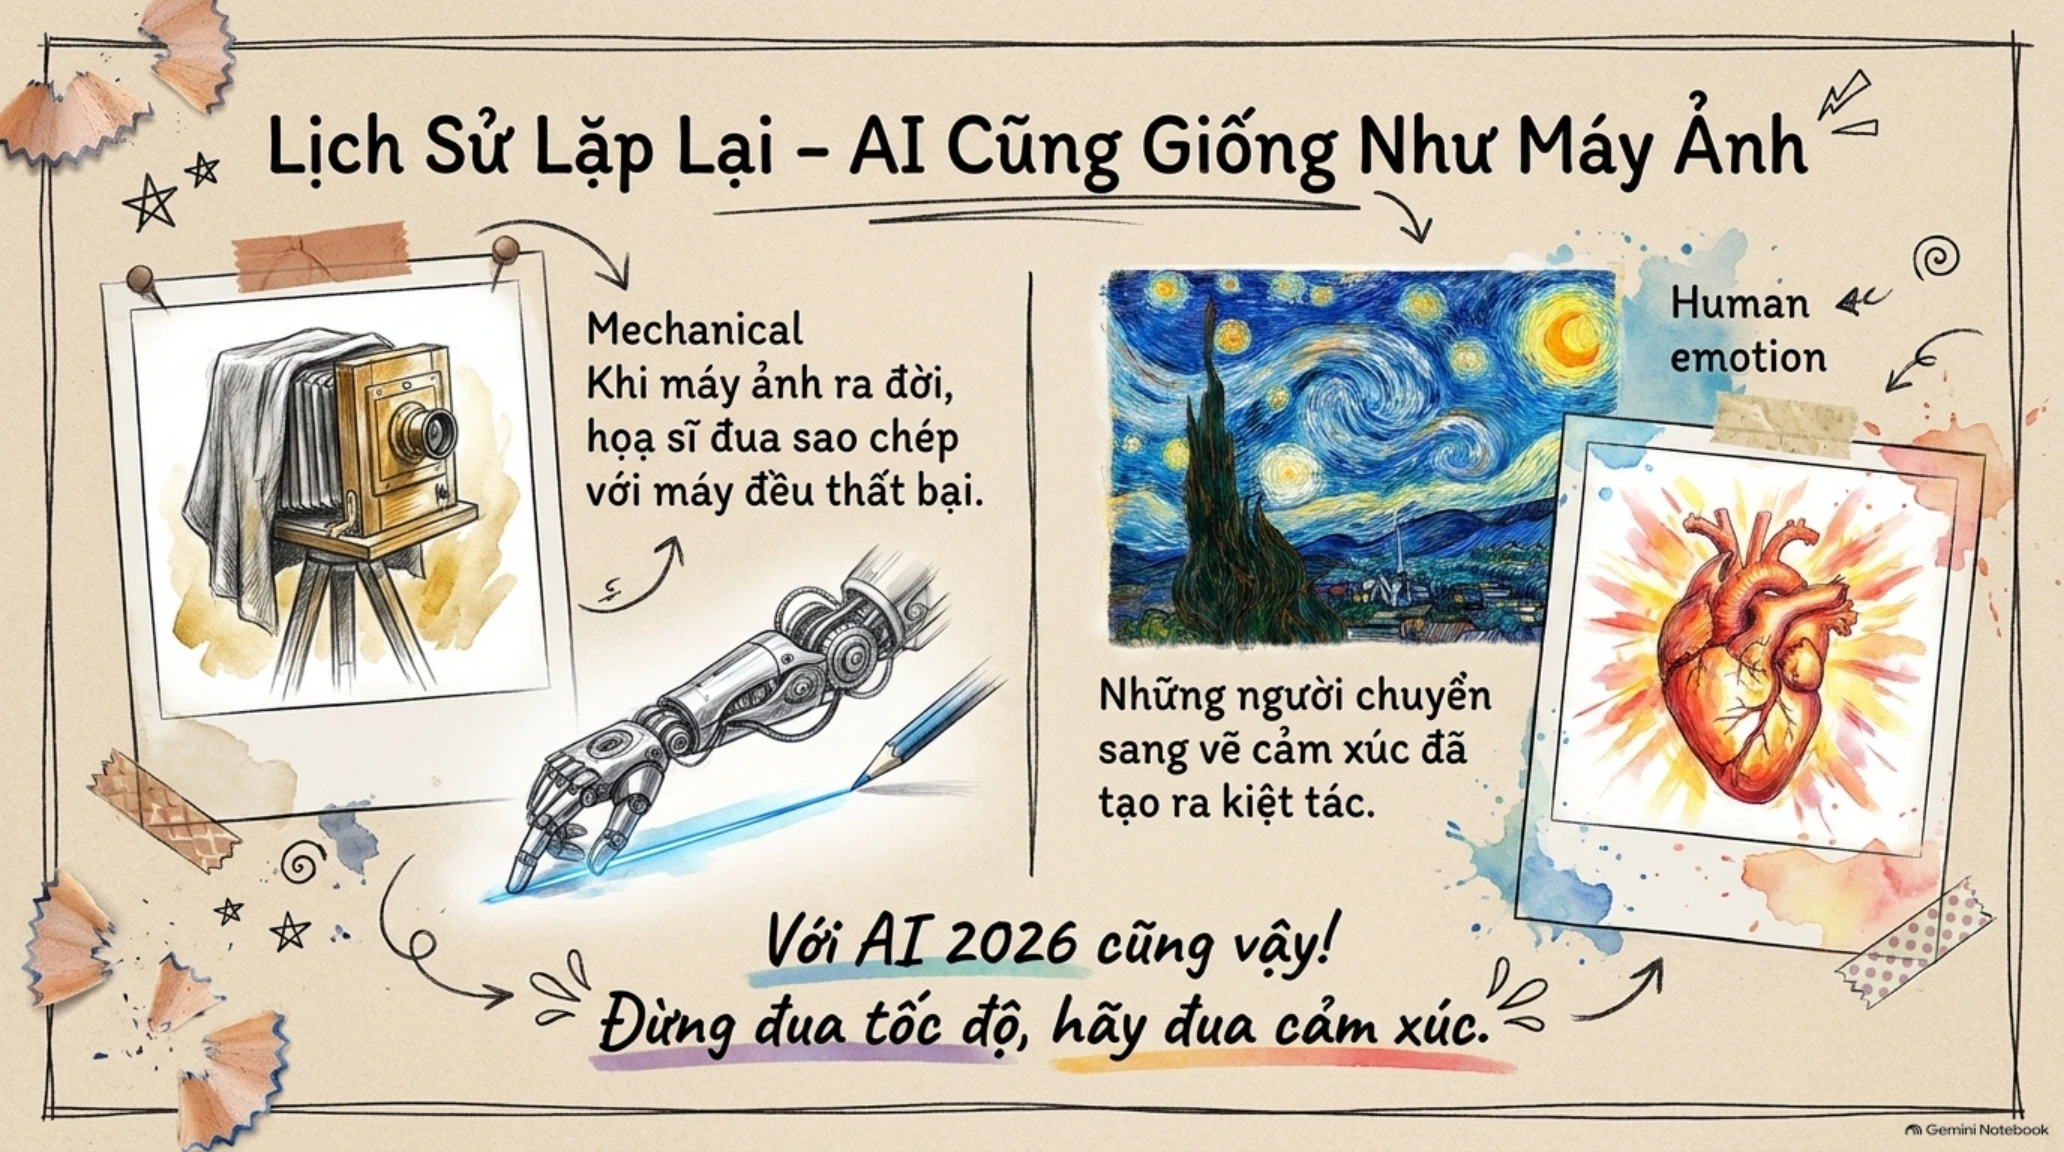 Lịch Sử Lặp Lại – AI Cũng Giống Như Máy Ảnh
Mechanical
Khi máy ảnh ra đời,
họa sĩ đua sao chép
với máy đều thất bại.
Human
emotion
Những người chuyển
sang vẽ cảm xúc đã
tạo ra kiệt tác.
Với AI 2026 cũng vậy!
Đừng đua tốc độ, hãy đua cảm xúc.
Gemini Notebook